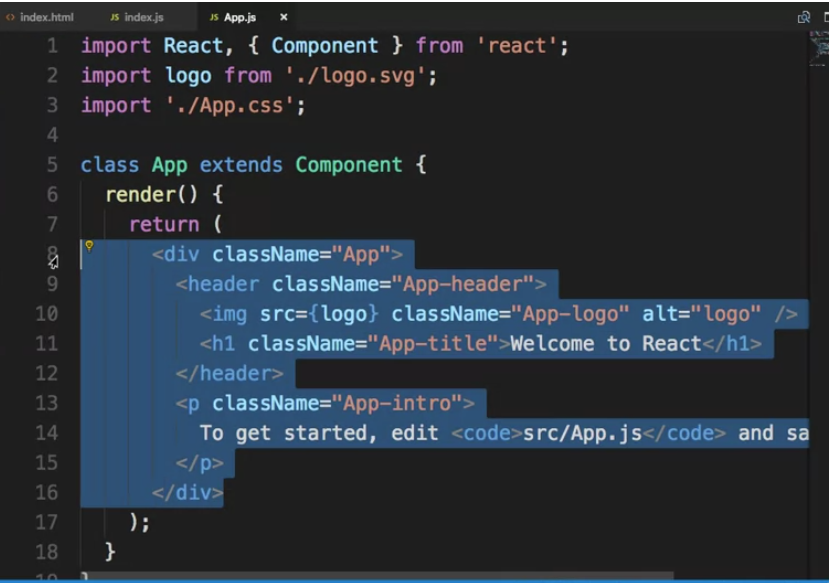 index.html JS index.js JS App.js
1 import React, { Component } from 'react';
2 import logo from './logo.svg';
3 import './App.css';
4
5 class App extends Component {
6 render() {
7 return (
8 <div className="App">
9 <header className="App-header">
10 <img src={logo} className="App-logo" alt="logo" />
11 <h1 className="App-title">Welcome to React</h1>
12 </header>
13 <p className="App-intro">
14 To get started, edit <code>src/App.js</code> and sa
15 </p>
16 </div>
17 );
18 }
19 }